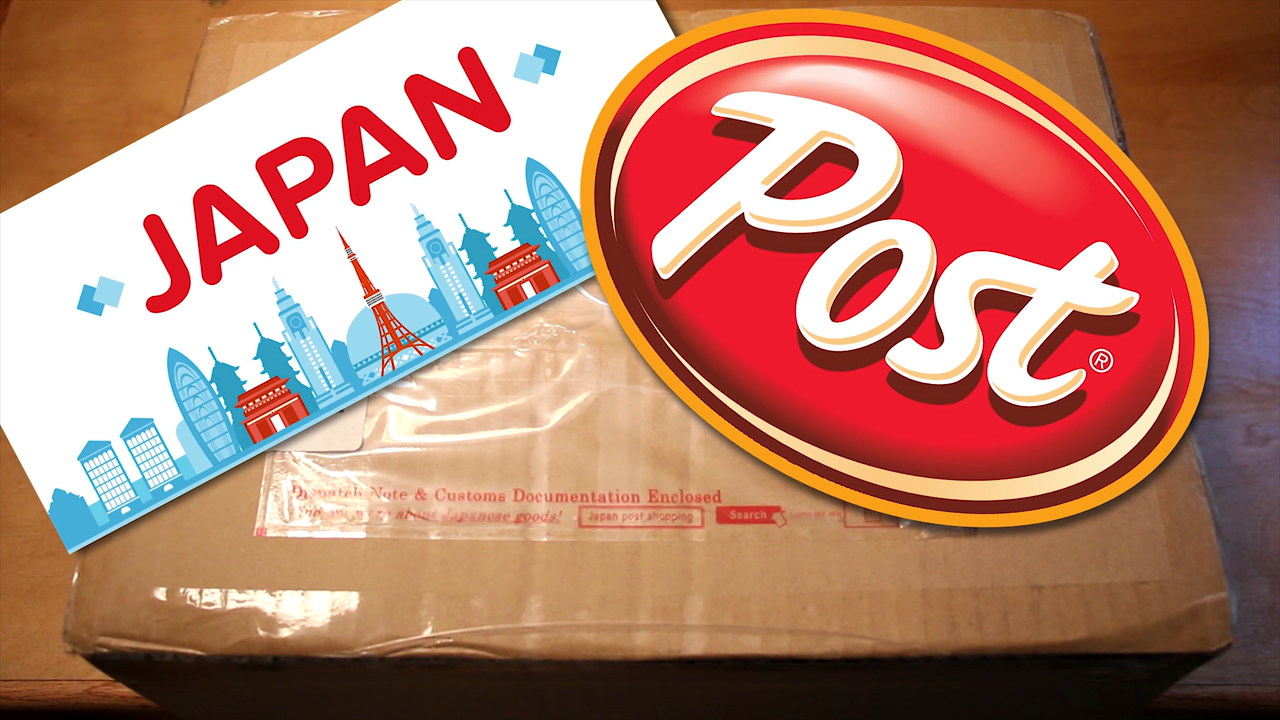 JAPAN
Post®
Dispatch Note & Customs Documentation Enclosed
about Japanese goods! Japan post shopping Search